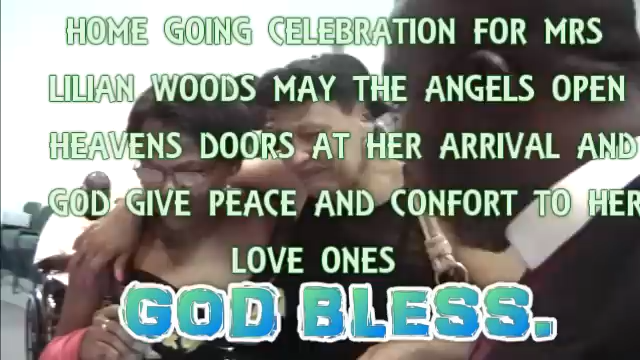 HOME GOING CELEBRATION FOR MRS
LILIAN WOODS MAY THE ANGELS OPEN
HEAVENS DOORS AT HER ARRIVAL AND
GOD GIVE PEACE AND CONFORT TO HER
LOVE ONES
GOD BLESS.